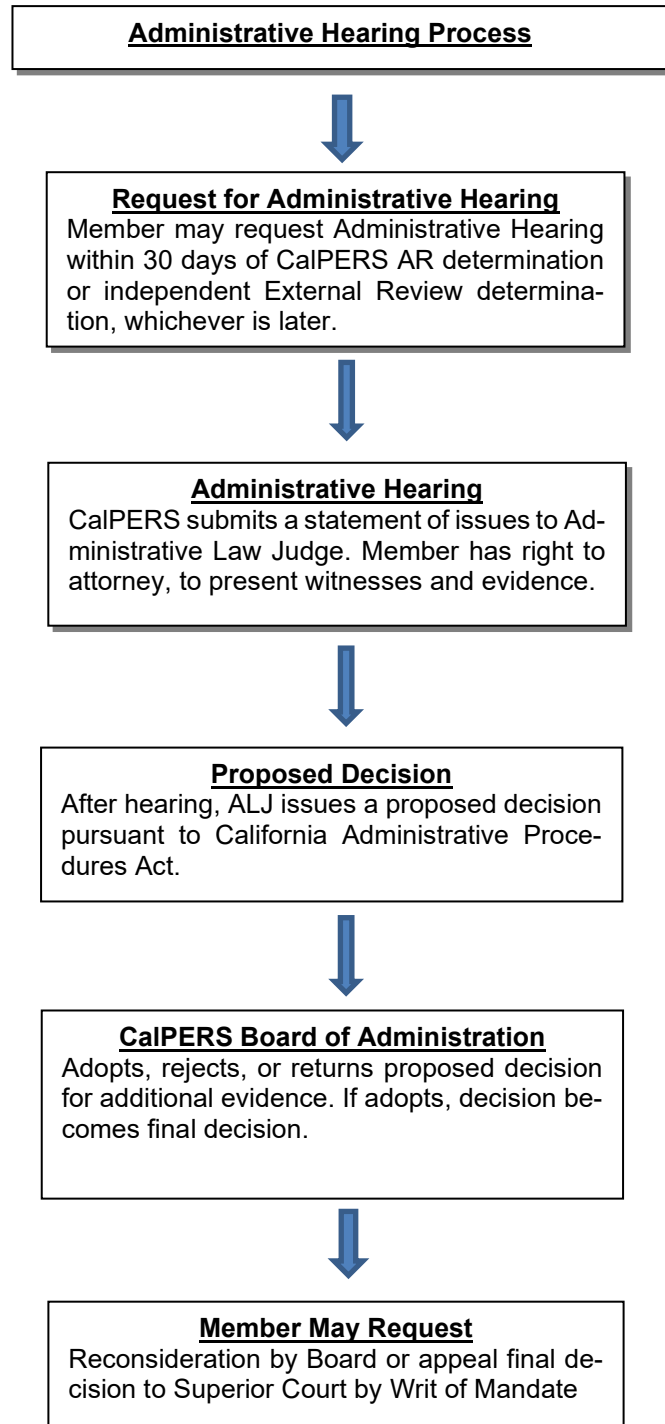 Administrative Hearing Process
Request for Administrative Hearing
Member may request Administrative Hearing
within 30 days of CalPERS AR determination
or independent External Review determina-
tion, whichever is later.
Administrative Hearing
CalPERS submits a statement of issues to Ad-
ministrative Law Judge. Member has right to
attorney, to present witnesses and evidence.
Proposed Decision
After hearing, ALJ issues a proposed decision
pursuant to California Administrative Proce-
dures Act.
CalPERS Board of Administration
Adopts, rejects, or returns proposed decision
for additional evidence. If adopts, decision be-
comes final decision.
Member May Request
Reconsideration by Board or appeal final de-
cision to Superior Court by Writ of Mandate